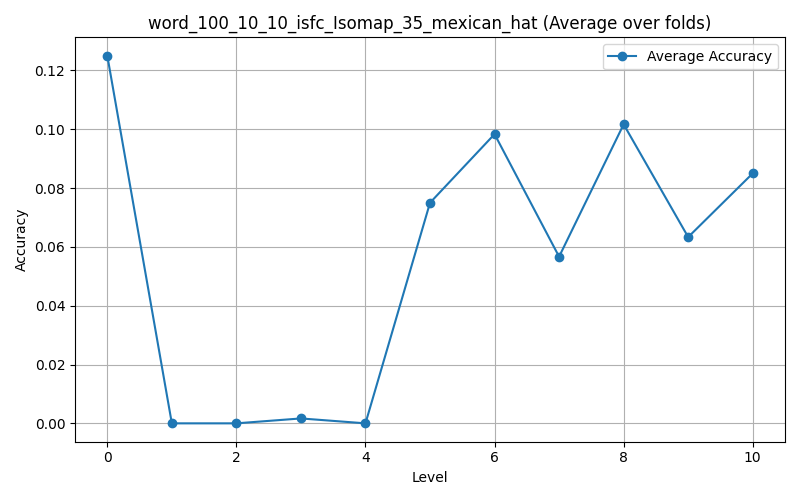 word_100_10_10_isfc_Isomap_35_mexican_hat (Average over folds)
Average Accuracy
0.12
0.10
0.08
0.06
0.04
0.02
0.00
Accuracy
0 2 4 6 8 10
Level